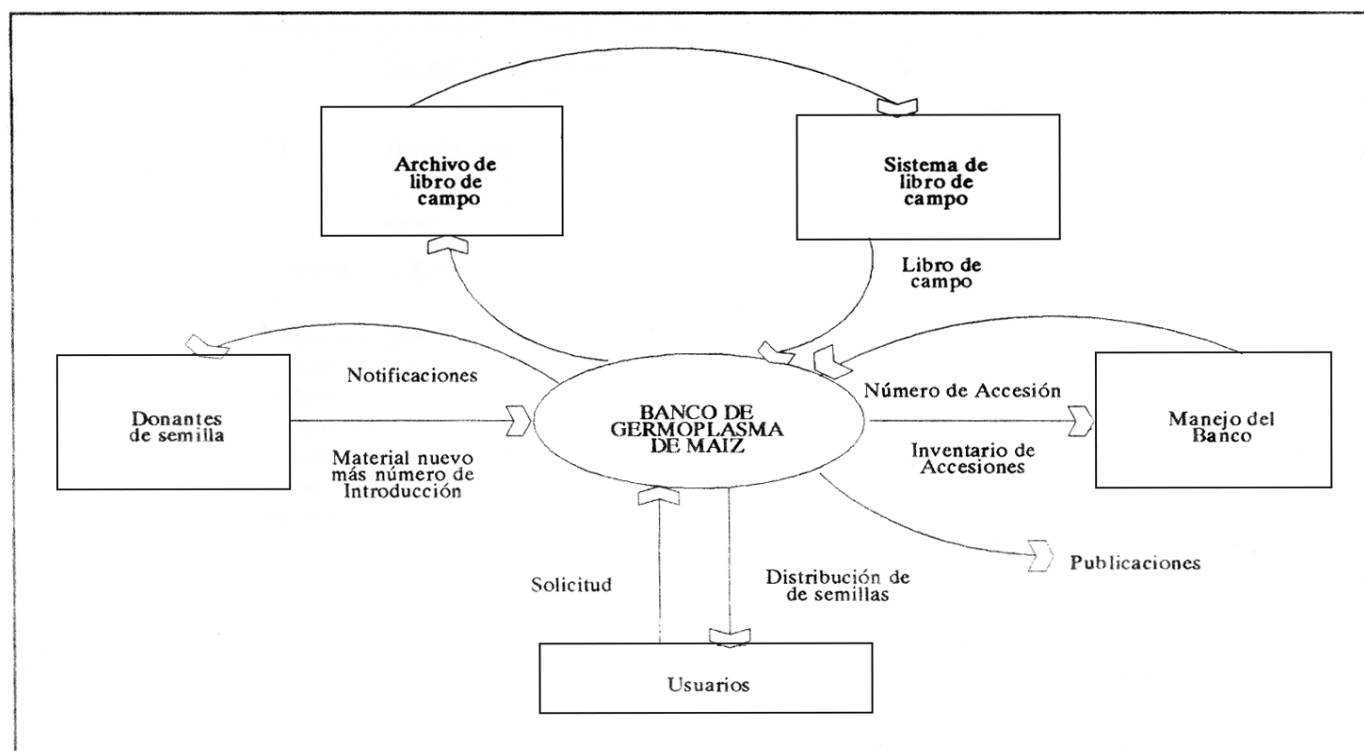 Archivo de
libro de
campo
Sistema de
libro de
campo
Libro de
campo
Notificaciones
Donantes
de semilla
Material nuevo
más número de
Introducción
BANCO DE
GERMOPLASMA
DE MAIZ
Número de Accesión
Inventario de
Accesiones
Manejo del
Banco
Publicaciones
Solicitud
Distribución de
de semillas
Usuarios